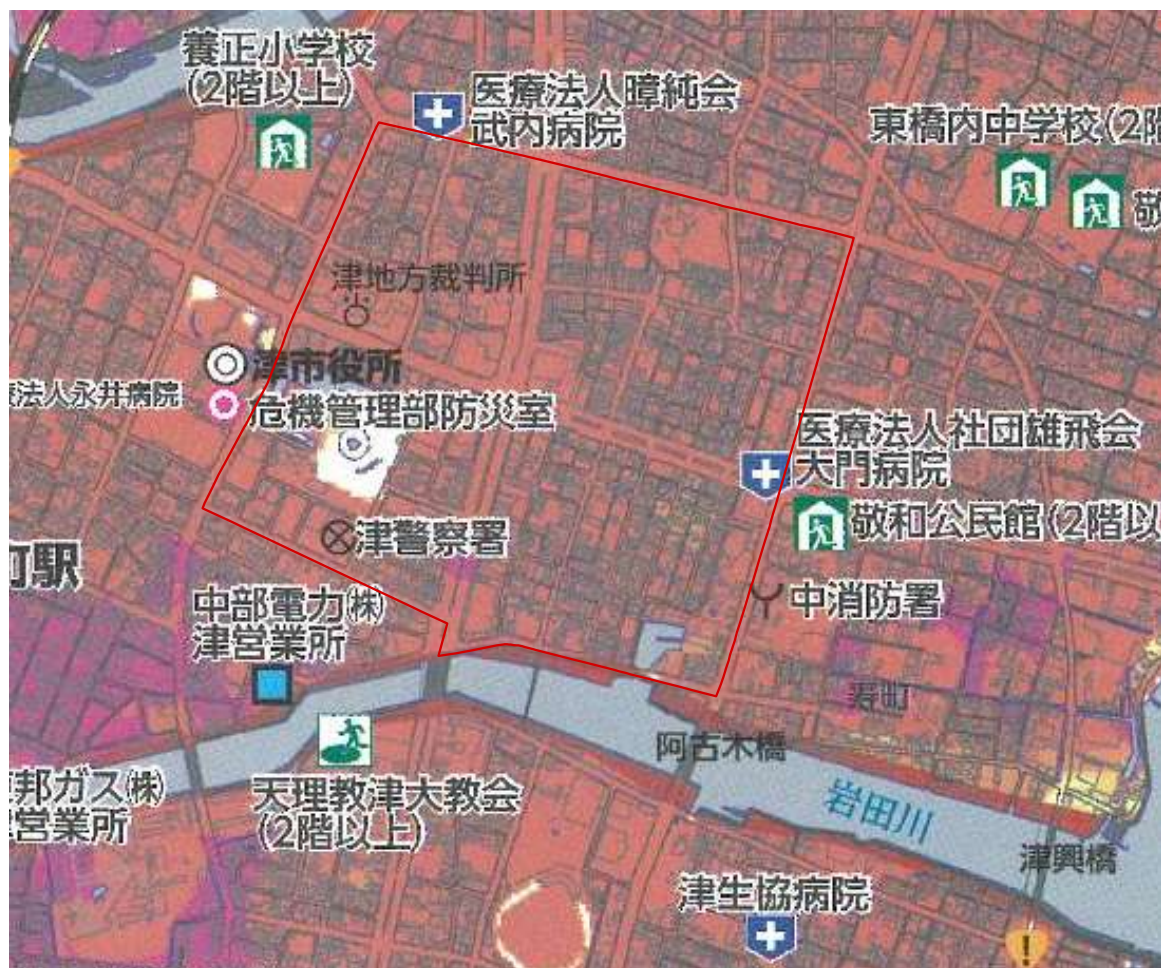 養正小学校
(2階以上)
医療法人暲純会
武内病院
東橋内中学校(2階
敬
津地方裁判所
津市役所
法人永井病院
危機管理部防災室
医療法人社団雄飛会
大門病院
敬和公民館(2階以
津警察署
町駅
中部電力㈱
津営業所
中消防署
寿町
阿古木橋
邦ガス㈱
営業所
天理教津大教会
(2階以上)
岩田川
津興橋
津生協病院